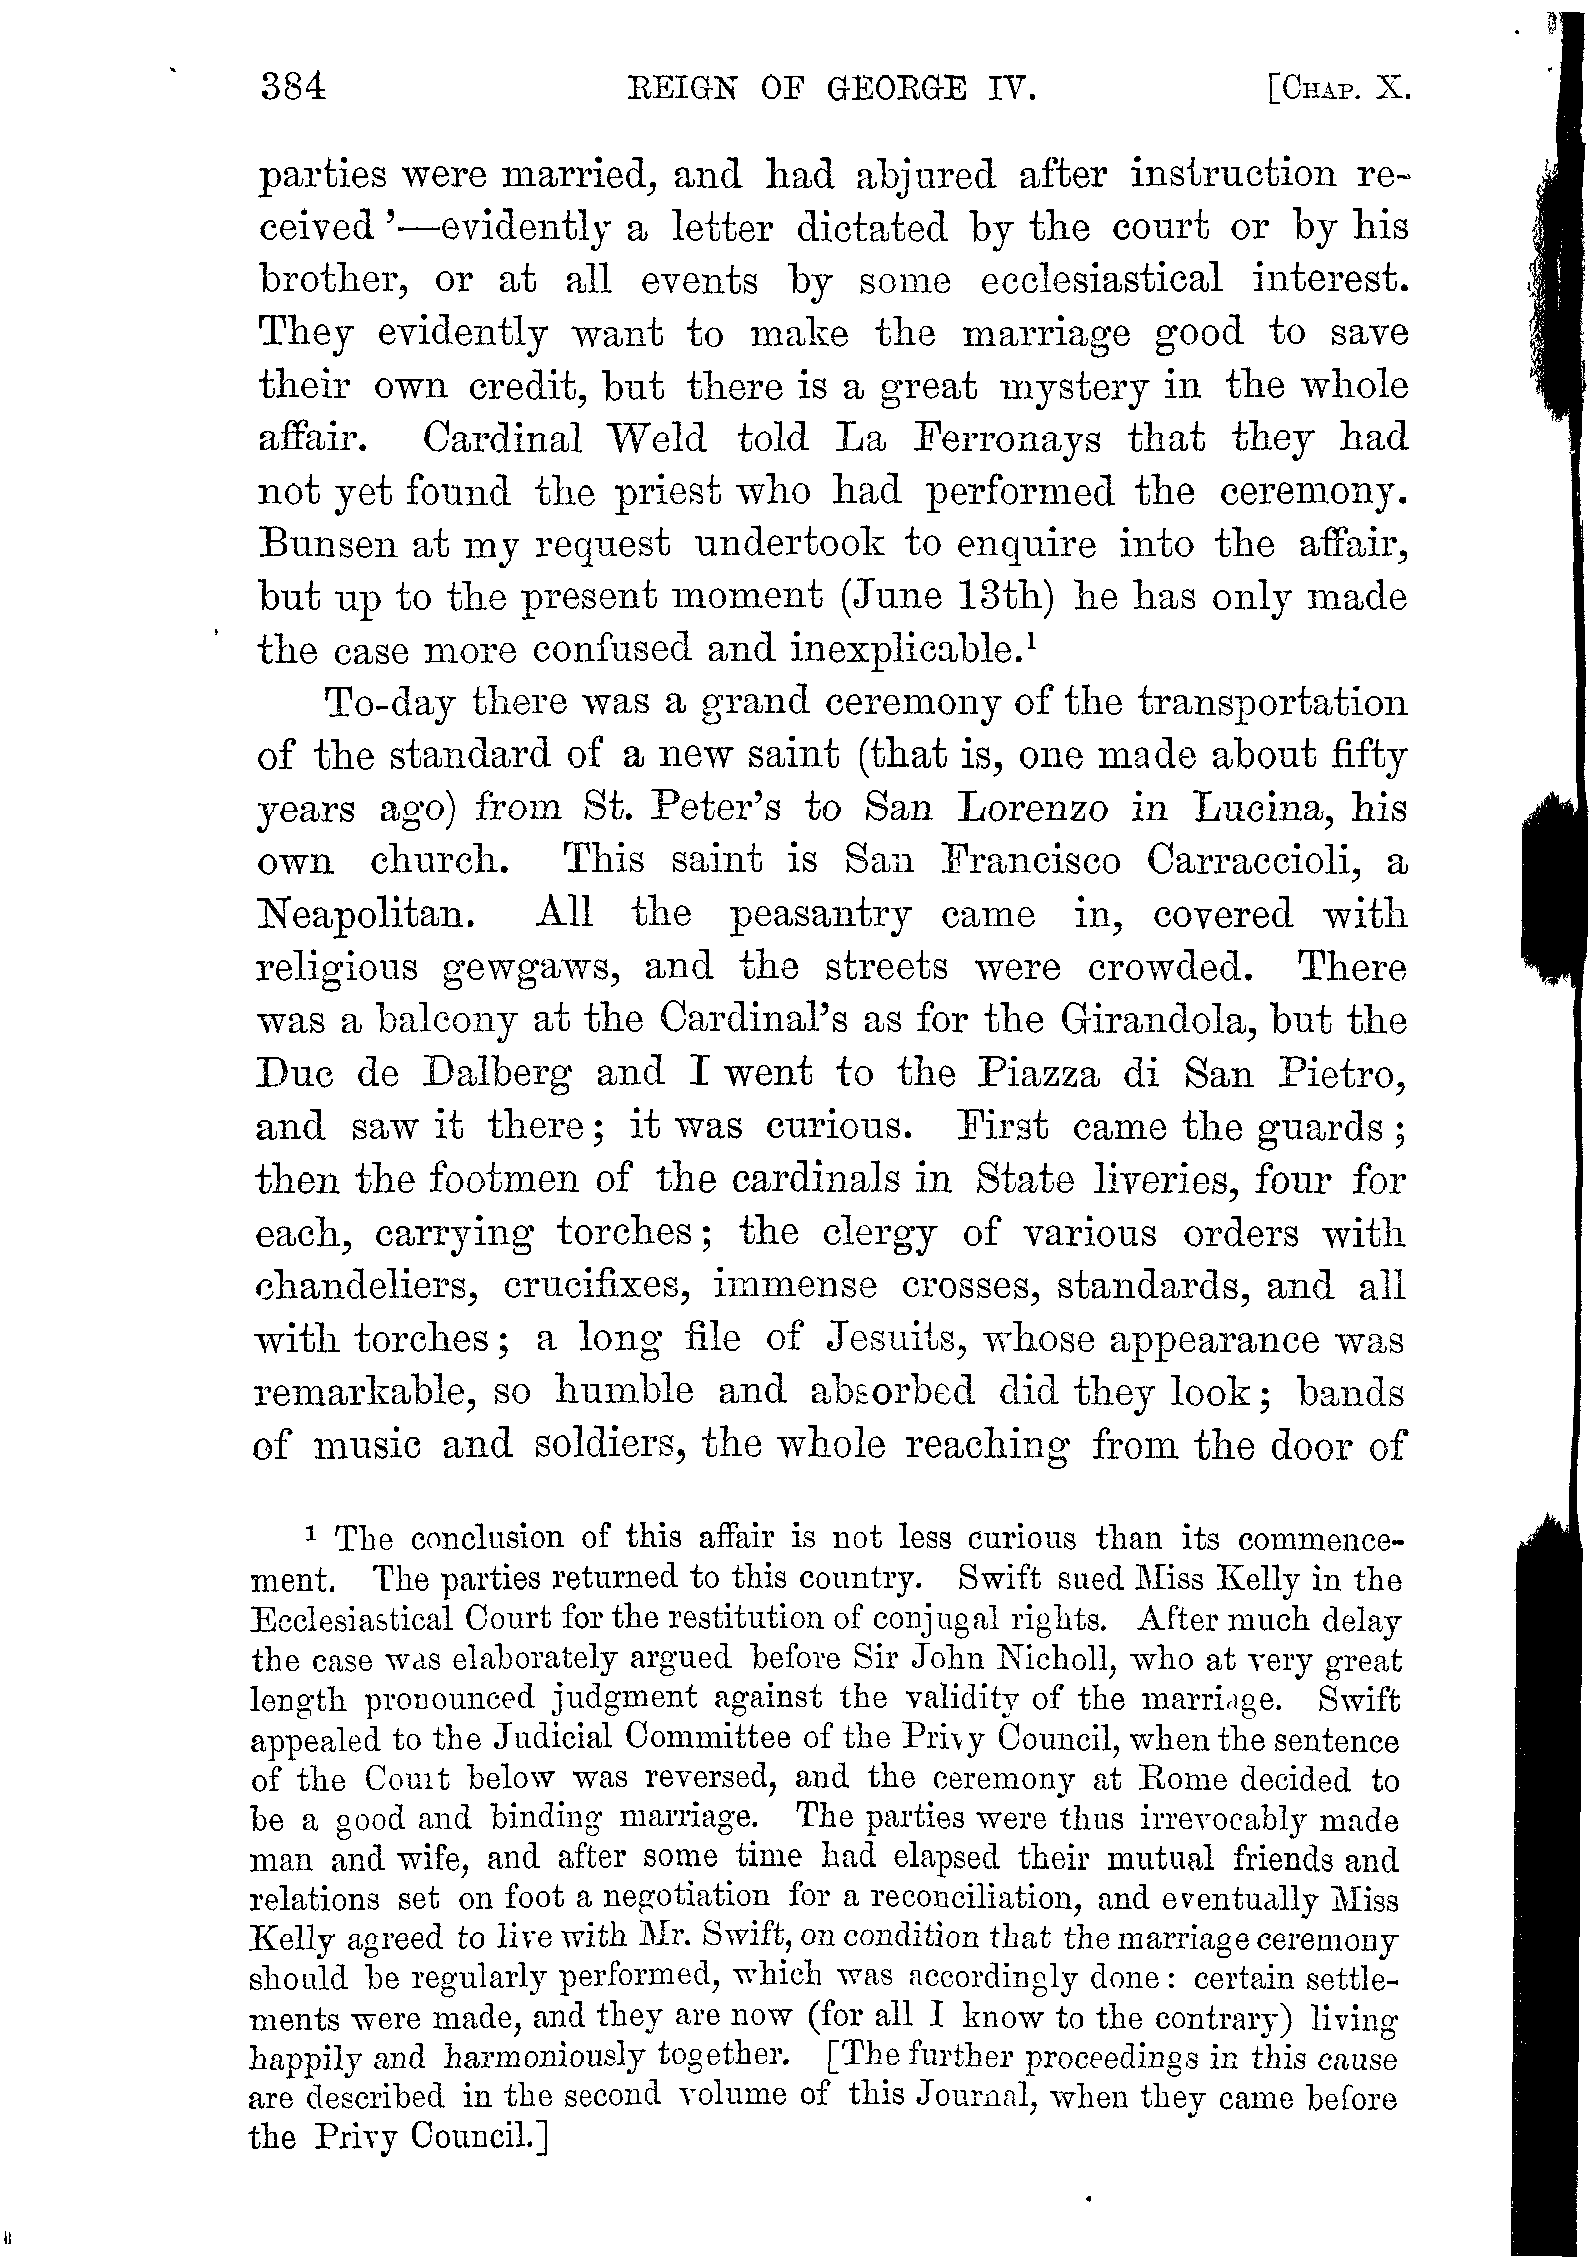 384 REIGN OF GEORGE IV. [CHAP. X.
parties were married, and had abjured after instruction re-
ceived'—evidently a letter dictated by the court or by his
brother, or at all events by some ecclesiastical interest.
They evidently want to make the marriage good to save
their own credit, but there is a great mystery in the whole
affair. Cardinal Weld told La Ferronays that they had
not yet found the priest who had performed the ceremony.
Bunsen at my request undertook to enquire into the affair,
but up to the present moment (June 13th) he has only made
the case more confused and inexplicable.¹
To-day there was a grand ceremony of the transportation
of the standard of a new saint (that is, one made about fifty
years ago) from St. Peter's to San Lorenzo in Lucina, his
own church. This saint is San Francisco Carraccioli, a
Neapolitan. All the peasantry came in, covered with
religious gewgaws, and the streets were crowded. There
was a balcony at the Cardinal's as for the Girandola, but the
Duc de Dalberg and I went to the Piazza di San Pietro,
and saw it there; it was curious. First came the guards;
then the footmen of the cardinals in State liveries, four for
each, carrying torches; the clergy of various orders with
chandeliers, crucifixes, immense crosses, standards, and all
with torches; a long file of Jesuits, whose appearance was
remarkable, so humble and absorbed did they look; bands
of music and soldiers, the whole reaching from the door of
¹ The conclusion of this affair is not less curious than its commence-
ment. The parties returned to this country. Swift sued Miss Kelly in the
Ecclesiastical Court for the restitution of conjugal rights. After much delay
the case was elaborately argued before Sir John Nicholl, who at very great
length pronounced judgment against the validity of the marriage. Swift
appealed to the Judicial Committee of the Privy Council, when the sentence
of the Court below was reversed, and the ceremony at Rome decided to
be a good and binding marriage. The parties were thus irrevocably made
man and wife, and after some time had elapsed their mutual friends and
relations set on foot a negotiation for a reconciliation, and eventually Miss
Kelly agreed to live with Mr. Swift, on condition that the marriage ceremony
should be regularly performed, which was accordingly done: certain settle-
ments were made, and they are now (for all I know to the contrary) living
happily and harmoniously together. [The further proceedings in this cause
are described in the second volume of this Journal, when they came before
the Privy Council.]